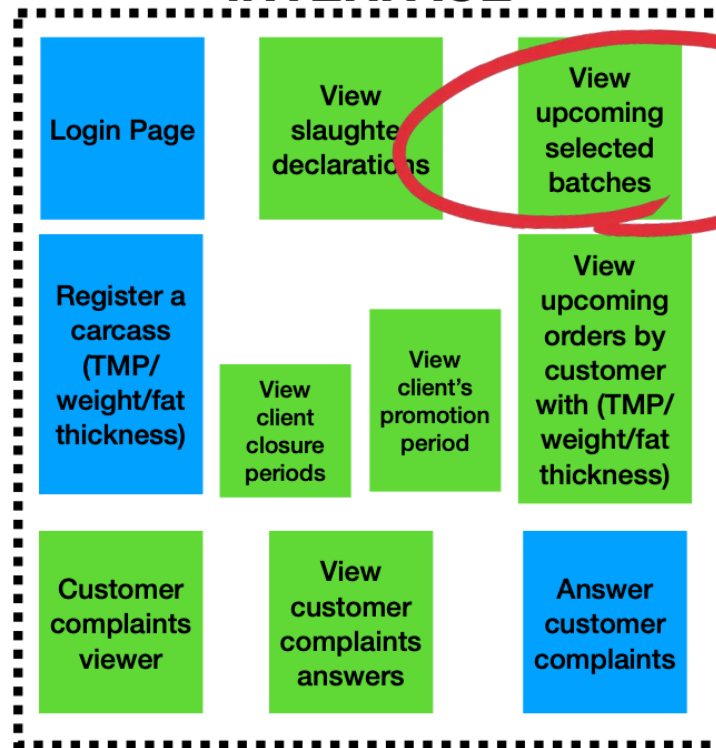 INTERFACE
Login Page
View
slaughte
declarations
View
upcoming
selected
batches
Register a
carcass
(TMP/
weight/fat
thickness)
View
client
closure
periods
View
client's
promotion
period
View
upcoming
orders by
customer
with (TMP/
weight/fat
thickness)
Customer
complaints
viewer
View
customer
complaints
answers
Answer
customer
complaints